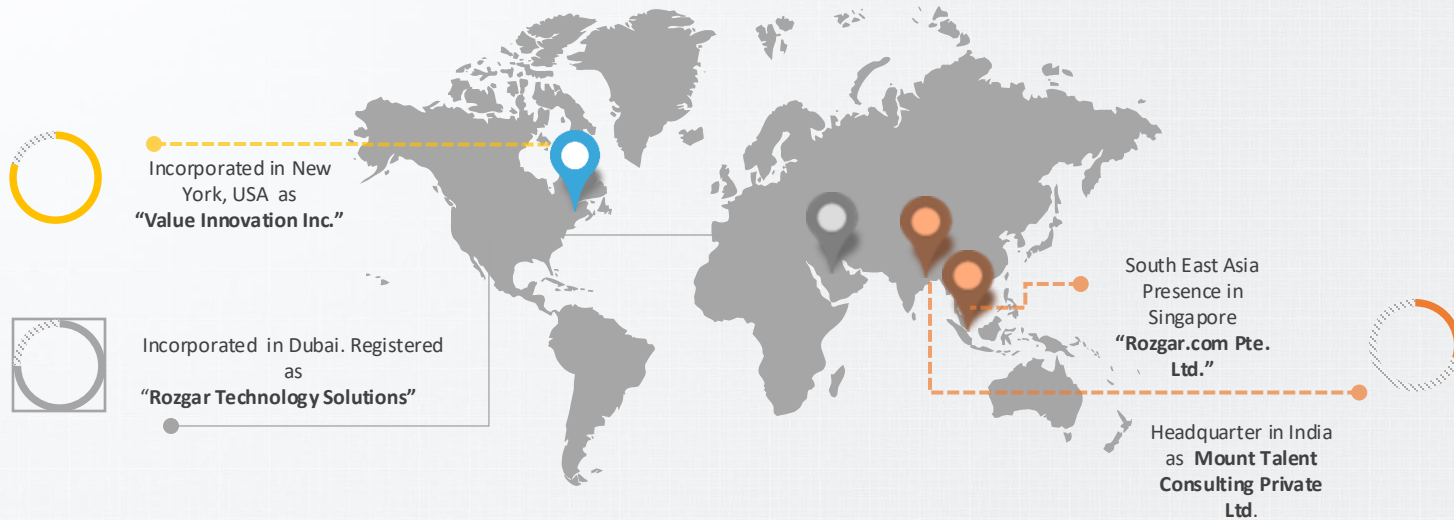 Incorporated in New
York, USA as
“Value Innovation Inc.”
Incorporated in Dubai. Registered
as
“Rozgar Technology Solutions”
South East Asia
Presence in
Singapore
“Rozgar.com Pte.
Ltd.”
Headquarter in India
as Mount Talent
Consulting Private
Ltd.